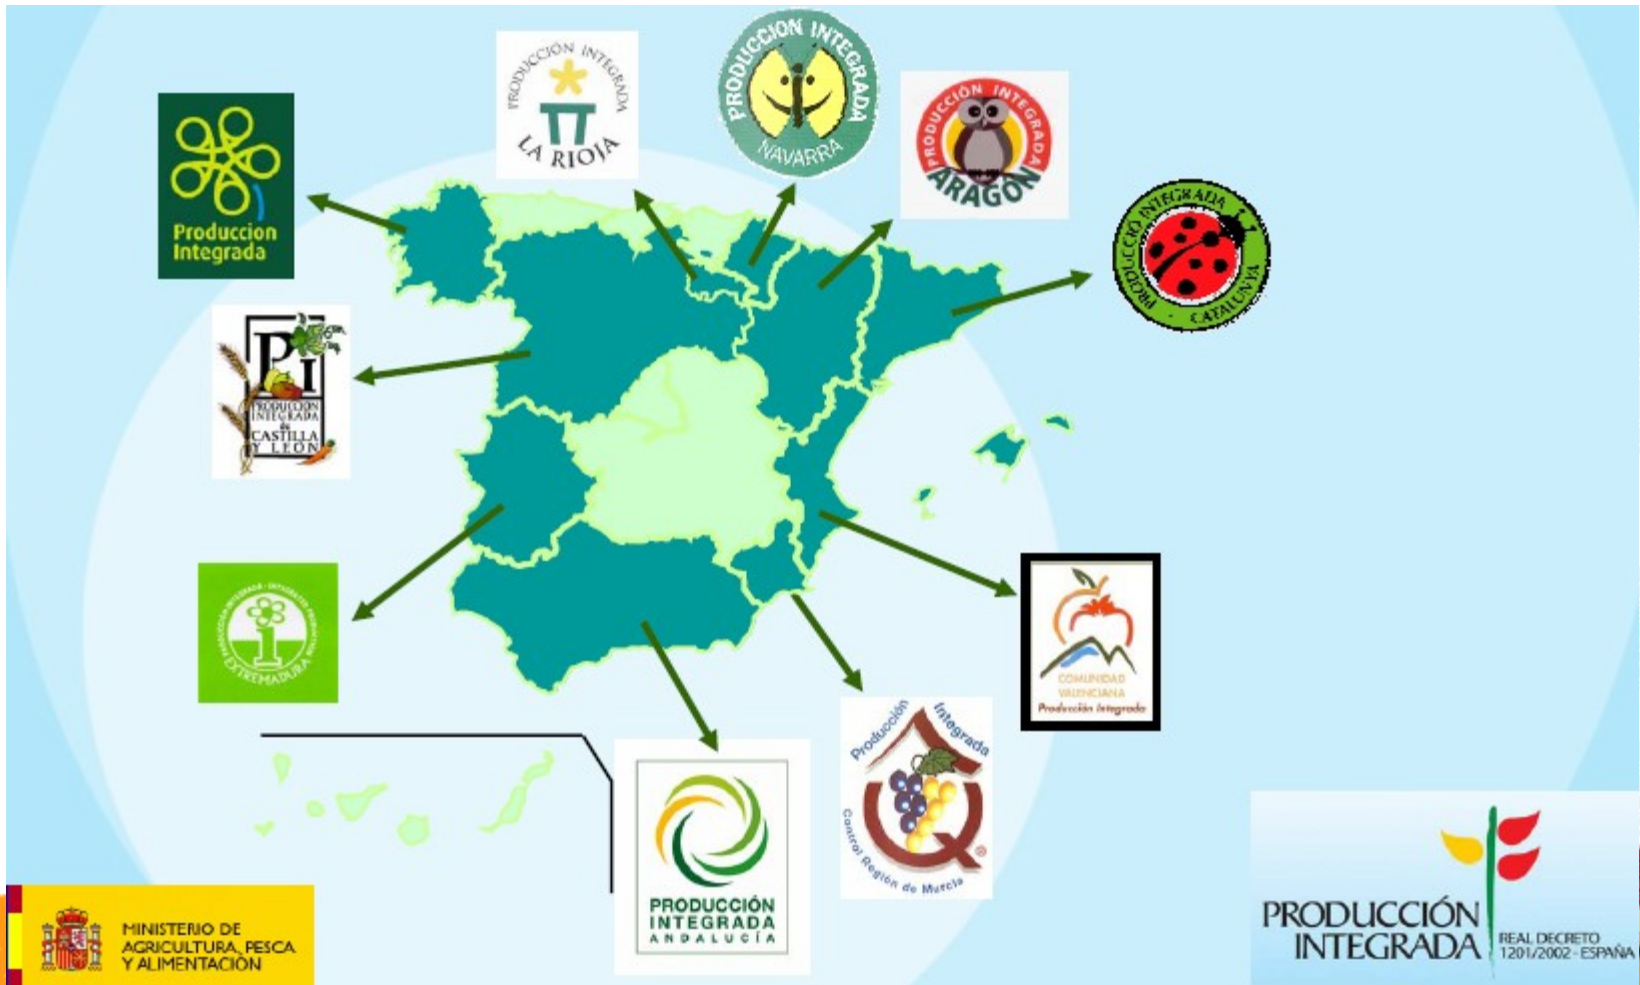 PRODUCCIÓN INTEGRADA
LA RIOJA
PRODUCCION INTEGRADA
NAVARRA
PRODUCCIÓN INTEGRADA
ARAGÓN
Produccion
Integrada
PRODUCCIÓ INTEGRADA
CATALUNYA
PI
PRODUCCIÓN
INTEGRADA
de
CASTILLA
Y LEÓN
EXTREMADURA
COMUNIDAD
VALENCIANA
Producción Integrada
Producción Integrada
Q
®
Control Región de Murcia
PRODUCCIÓN
INTEGRADA
ANDALUCÍA
MINISTERIO DE
AGRICULTURA, PESCA
Y ALIMENTACIÓN
PRODUCCIÓN
INTEGRADA
REAL DECRETO
1201/2002 - ESPAÑA